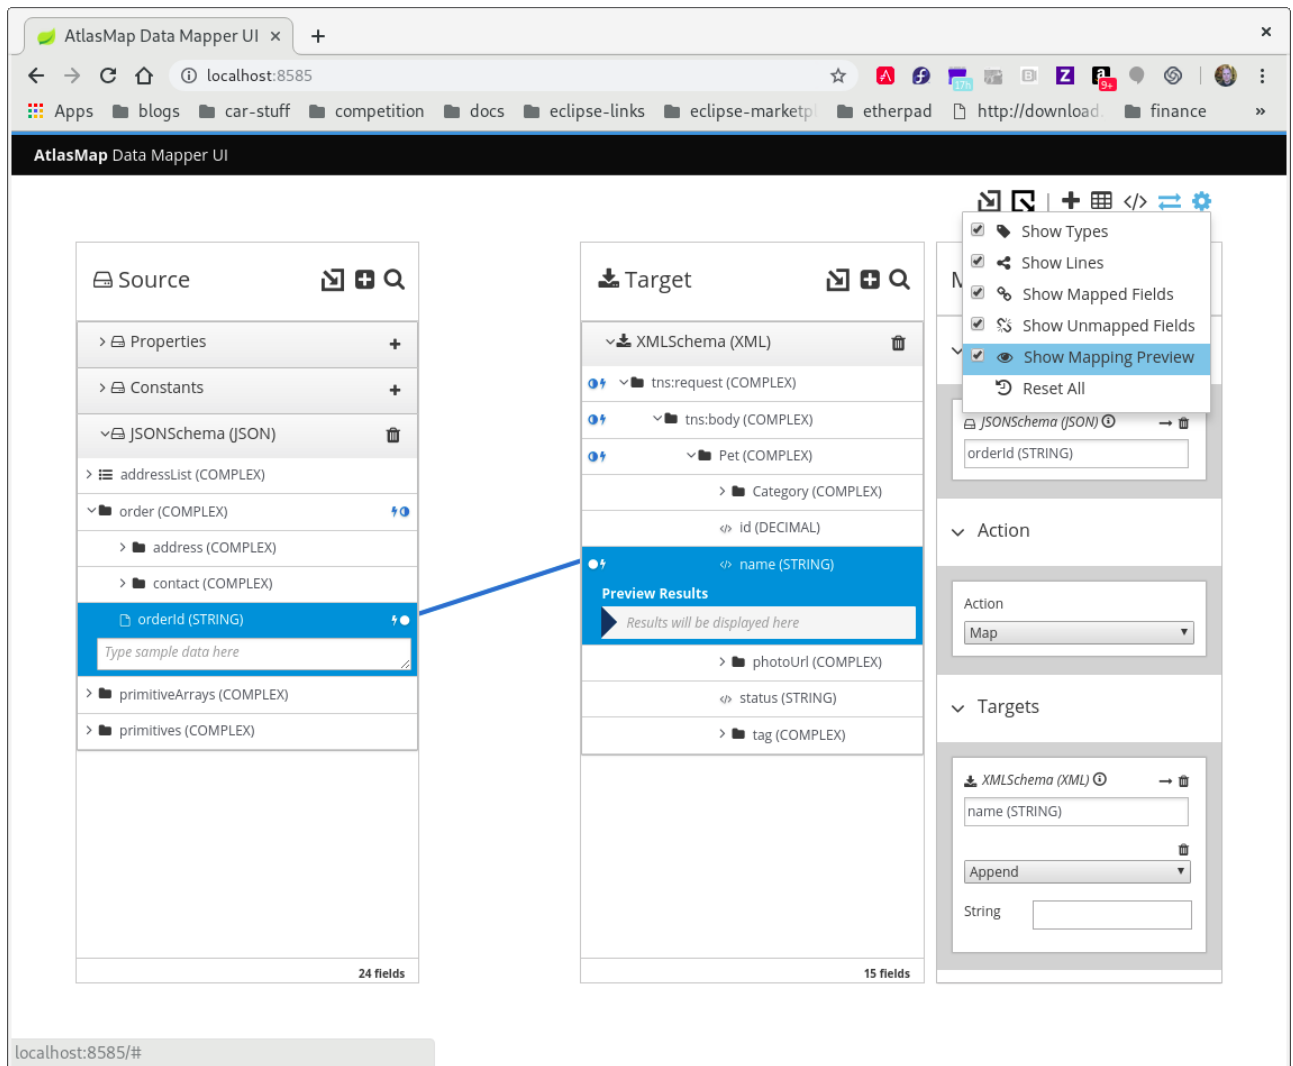 AtlasMap Data Mapper UI
localhost:8585
17h
9+
Apps blogs car-stuff competition docs eclipse-links eclipse-marketpl etherpad http://download. finance »
AtlasMap Data Mapper UI
Show Types
Show Lines
Show Mapped Fields
Show Unmapped Fields
Show Mapping Preview
Reset All
Source
Properties
Constants
JSONSchema (JSON)
addressList (COMPLEX)
order (COMPLEX)
address (COMPLEX)
contact (COMPLEX)
orderId (STRING)
Type sample data here
primitiveArrays (COMPLEX)
primitives (COMPLEX)
24 fields
Target
XMLSchema (XML)
tns:request (COMPLEX)
tns:body (COMPLEX)
Pet (COMPLEX)
Category (COMPLEX)
id (DECIMAL)
name (STRING)
Preview Results
Results will be displayed here
photoUrl (COMPLEX)
status (STRING)
tag (COMPLEX)
15 fields
JSONSchema (JSON)
orderId (STRING)
Action
Action
Map
Targets
XMLSchema (XML)
name (STRING)
Append
String
localhost:8585/#